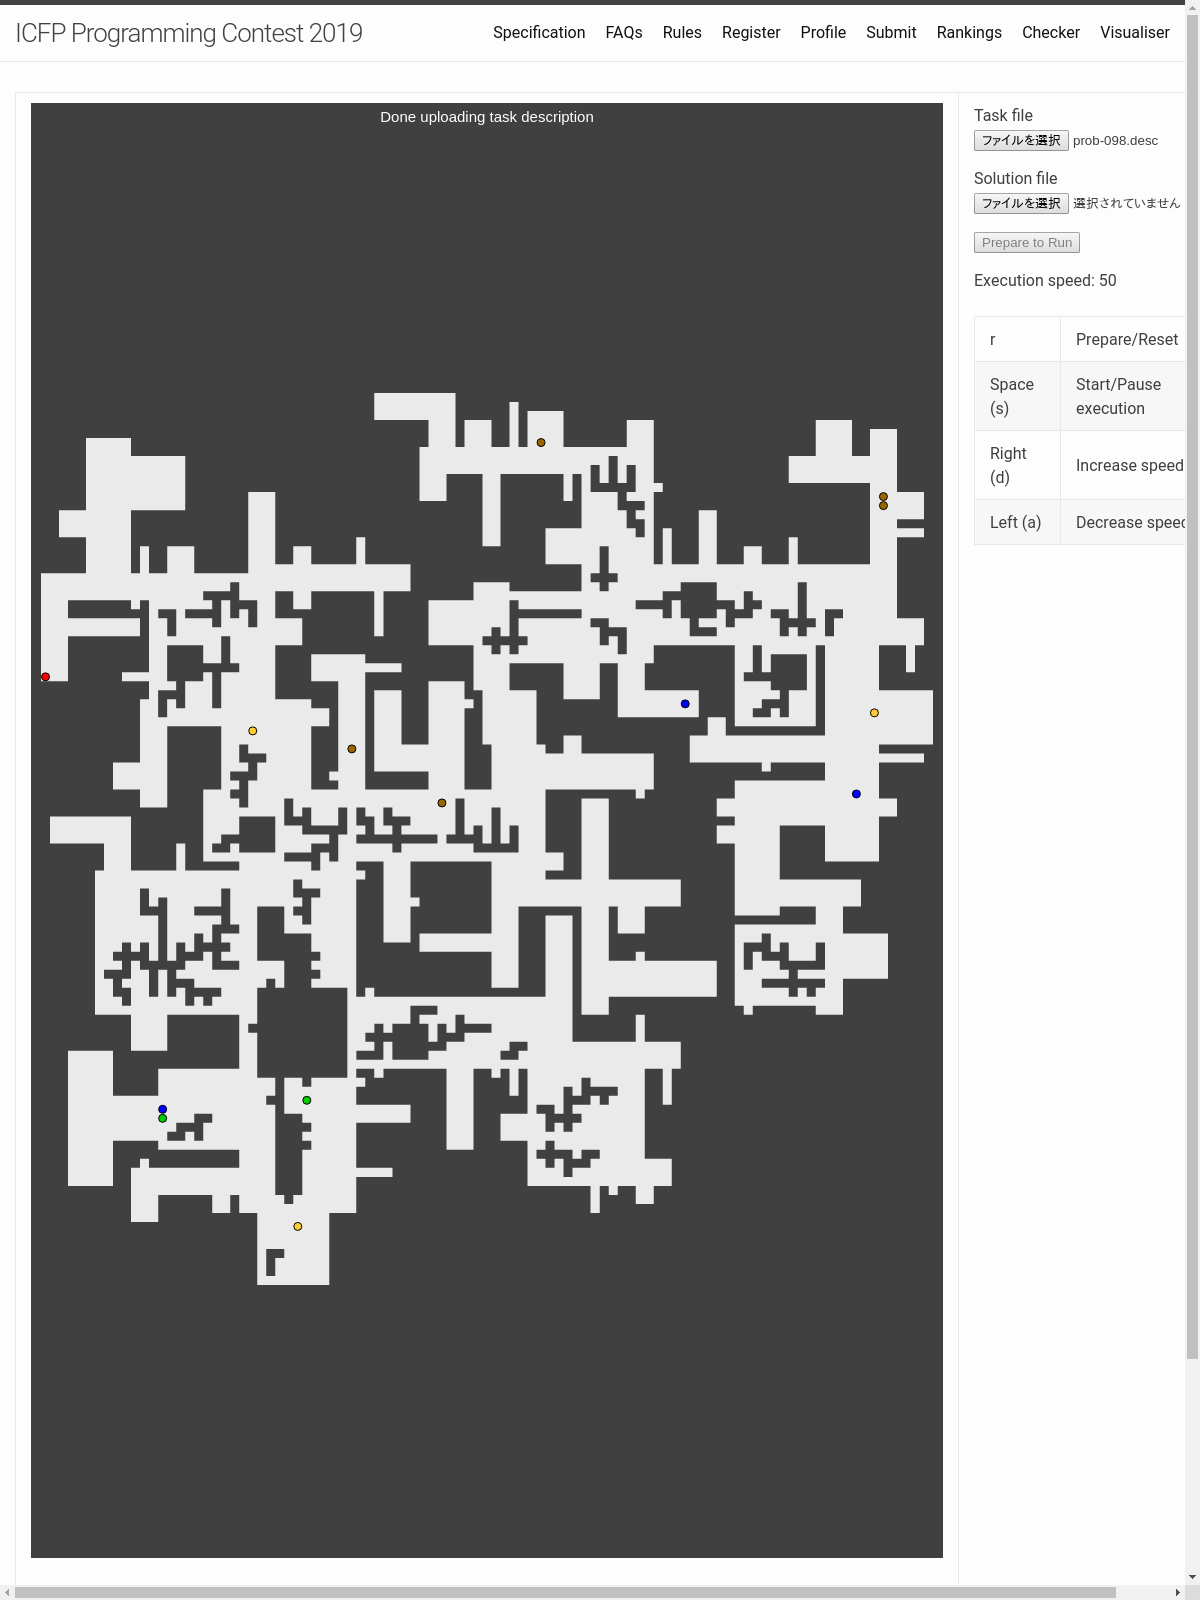 ICFP Programming Contest 2019
Specification FAQs Rules Register Profile Submit Rankings Checker Visualiser
Done uploading task description
Task file
ファイルを選択 prob-098.desc
Solution file
ファイルを選択 選択されていません
Prepare to Run
Execution speed: 50
r Prepare/Reset
Space (s) Start/Pause execution
Right (d) Increase speed
Left (a) Decrease speed